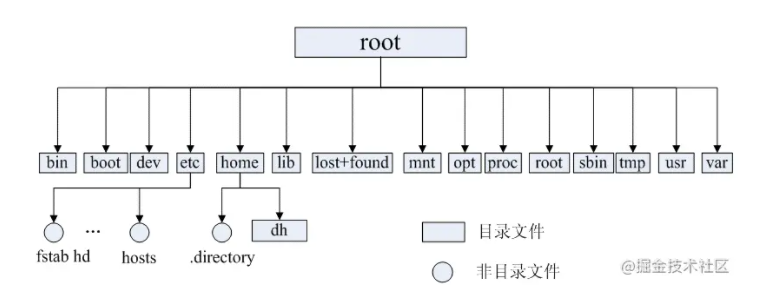 root
bin boot dev etc home lib lost+found mnt opt proc root sbin tmp usr var
dh 目录文件
fstab hd ... hosts .directory 非目录文件
@掘金技术社区